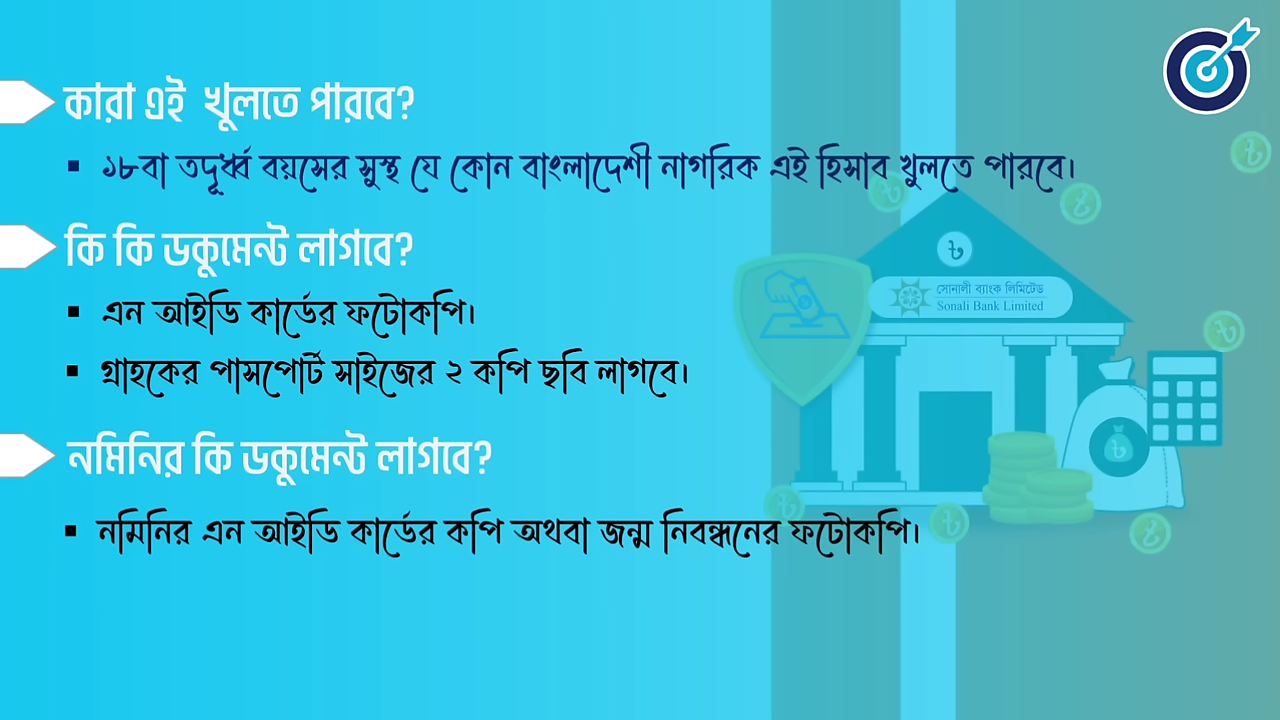 কারা এই খুলতে পারবে?
১৮বা তদূর্ধ্ব বয়সের সুস্থ যে কোন বাংলাদেশী নাগরিক এই হিসাব খুলতে পারবে।
কি কি ডকুমেন্ট লাগবে?
এন আইডি কার্ডের ফটোকপি।
গ্রাহকের পাসপোর্ট সাইজের ২ কপি ছবি লাগবে।
নমিনির কি ডকুমেন্ট লাগবে?
নমিনির এন আইডি কার্ডের কপি অথবা জন্ম নিবন্ধনের ফটোকপি।
সোনালী ব্যাংক লিমিটেড
Sonali Bank Limited